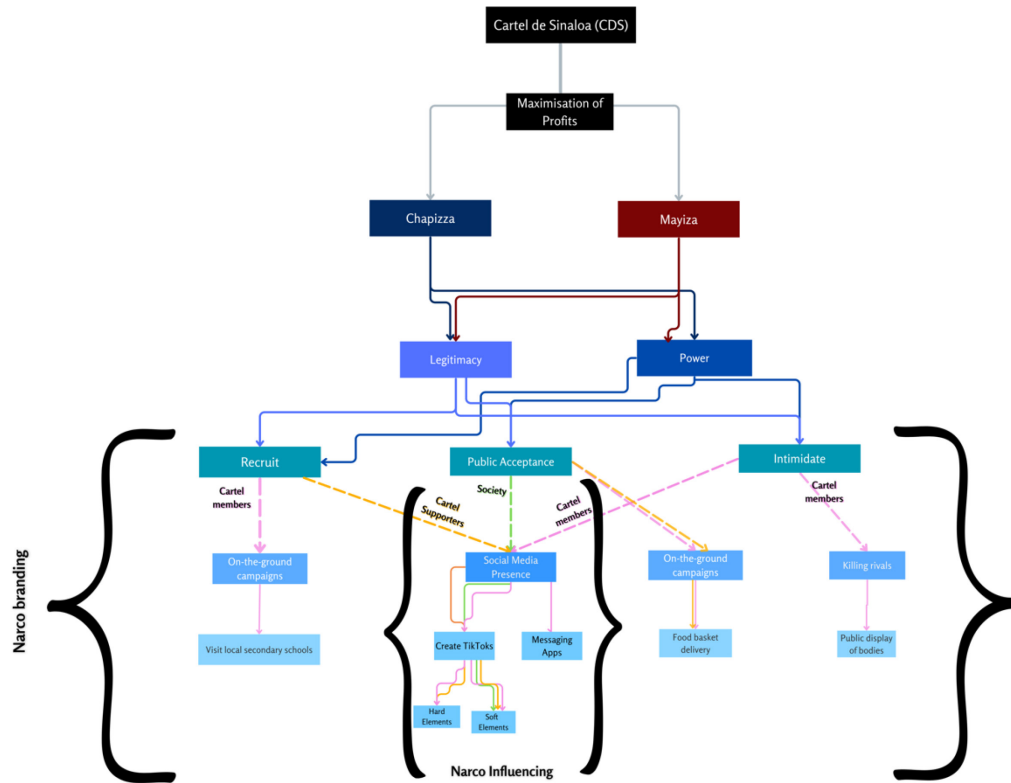 Cartel de Sinaloa (CDS)
Maximisation of
Profits
Chapizza
Mayiza
Legitimacy
Power
Recruit
Public Acceptance
Intimidate
Cartel
members
Cartel
Supporters
Society
Cartel
members
Cartel
members
On-the-ground
campaigns
Social Media
Presence
On-the-ground
campaigns
Killing rivals
Visit local secondary schools
Create TikToks
Messaging
Apps
Food basket
delivery
Public display
of bodies
Hard
Elements
Soft
Elements
Narco branding
Narco Influencing